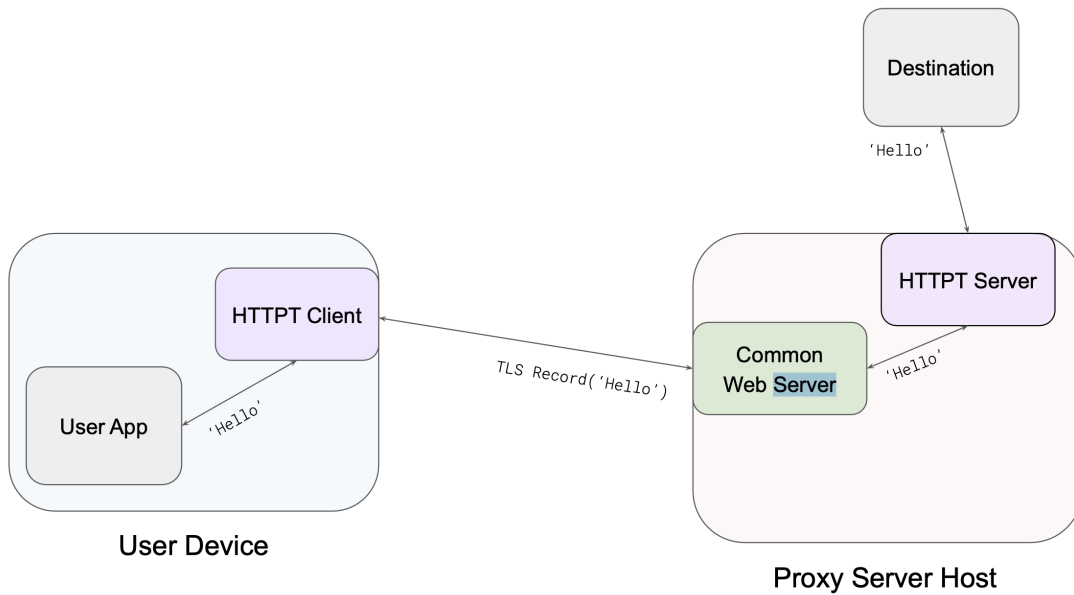 Destination
‘Hello’
HTTPT Server
HTTPT Client
Common
Web Server
‘Hello’
TLS Record(‘Hello’)
User App
‘Hello’
User Device
Proxy Server Host